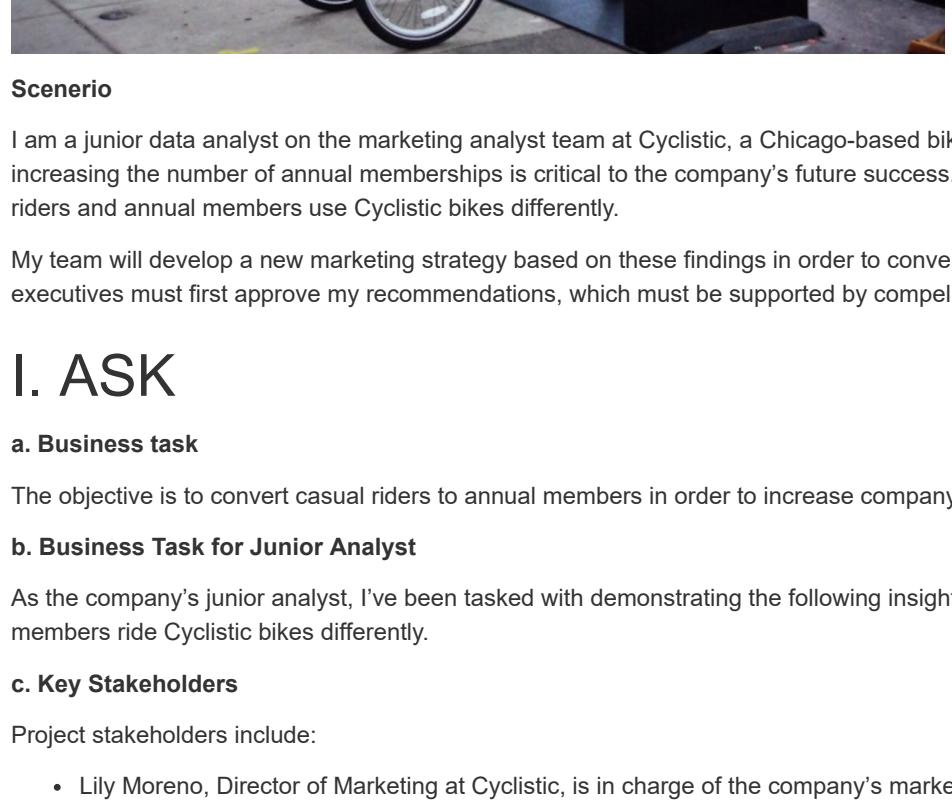 Scenerio
I am a junior data analyst on the marketing analyst team at Cyclistic, a Chicago-based
increasing the number of annual memberships is critical to the company’s future success
riders and annual members use Cyclistic bikes differently.
My team will develop a new marketing strategy based on these findings in order to
executives must first approve my recommendations, which must be supported by
I. ASK
a. Business task
The objective is to convert casual riders to annual members in order to increase company
b. Business Task for Junior Analyst
As the company’s junior analyst, I’ve been tasked with demonstrating the following
members ride Cyclistic bikes differently.
c. Key Stakeholders
Project stakeholders include:
• Lily Moreno, Director of Marketing at Cyclistic, is in charge of the company’s